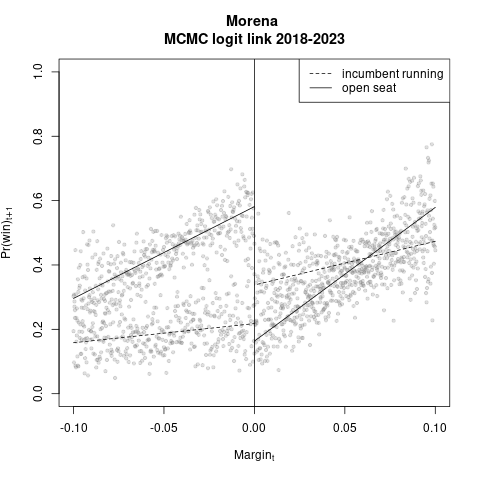 Morena
MCMC logit link 2018-2023
incumbent running
open seat
Pr(win)t+1
1.0
0.8
0.6
0.4
0.2
0.0
-0.10
-0.05
0.00
0.05
0.10
Margint